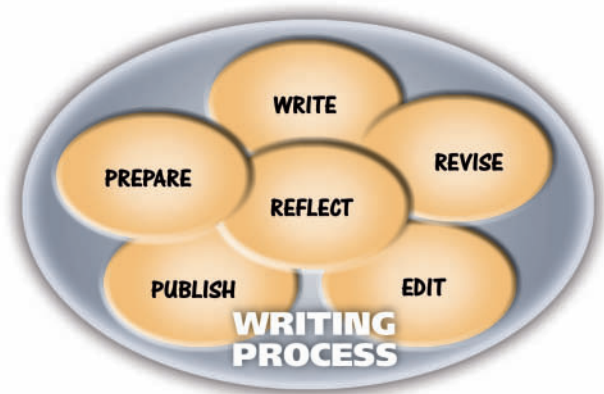 WRITE
PREPARE
REVISE
REFLECT
PUBLISH
EDIT
WRITING
PROCESS